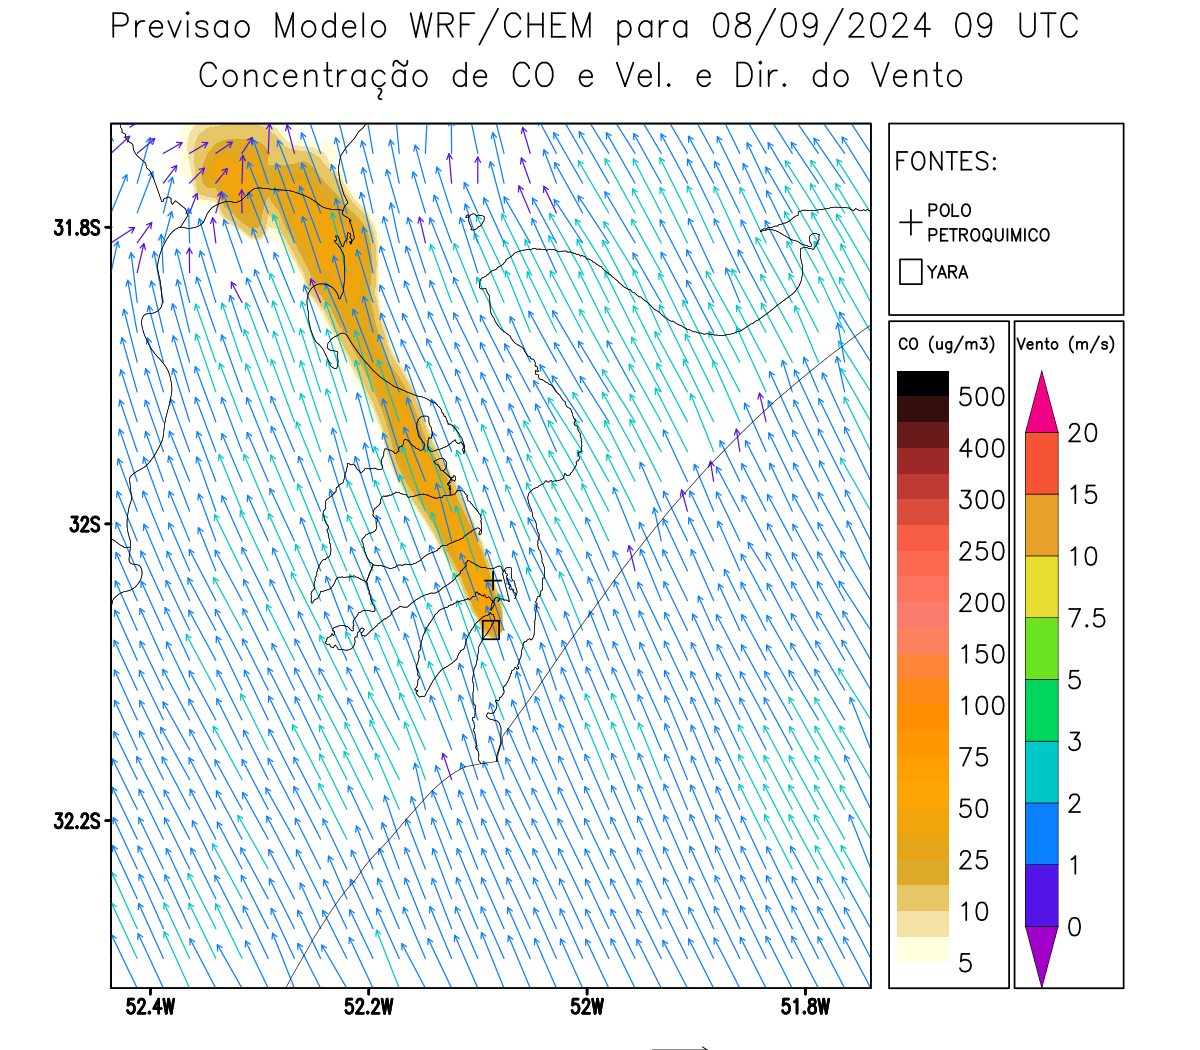 Previsao Modelo WRF/CHEM para 08/09/2024 09 UTC
Concentração de CO e Vel. e Dir. do Vento
FONTES:
POLO
PETROQUIMICO
YARA
CO (ug/m3)
500
400
300
250
200
150
100
75
50
25
10
5
Vento (m/s)
20
15
10
7.5
5
3
2
1
0
31.8S
32S
32.2S
52.4W
52.2W
52W
51.8W